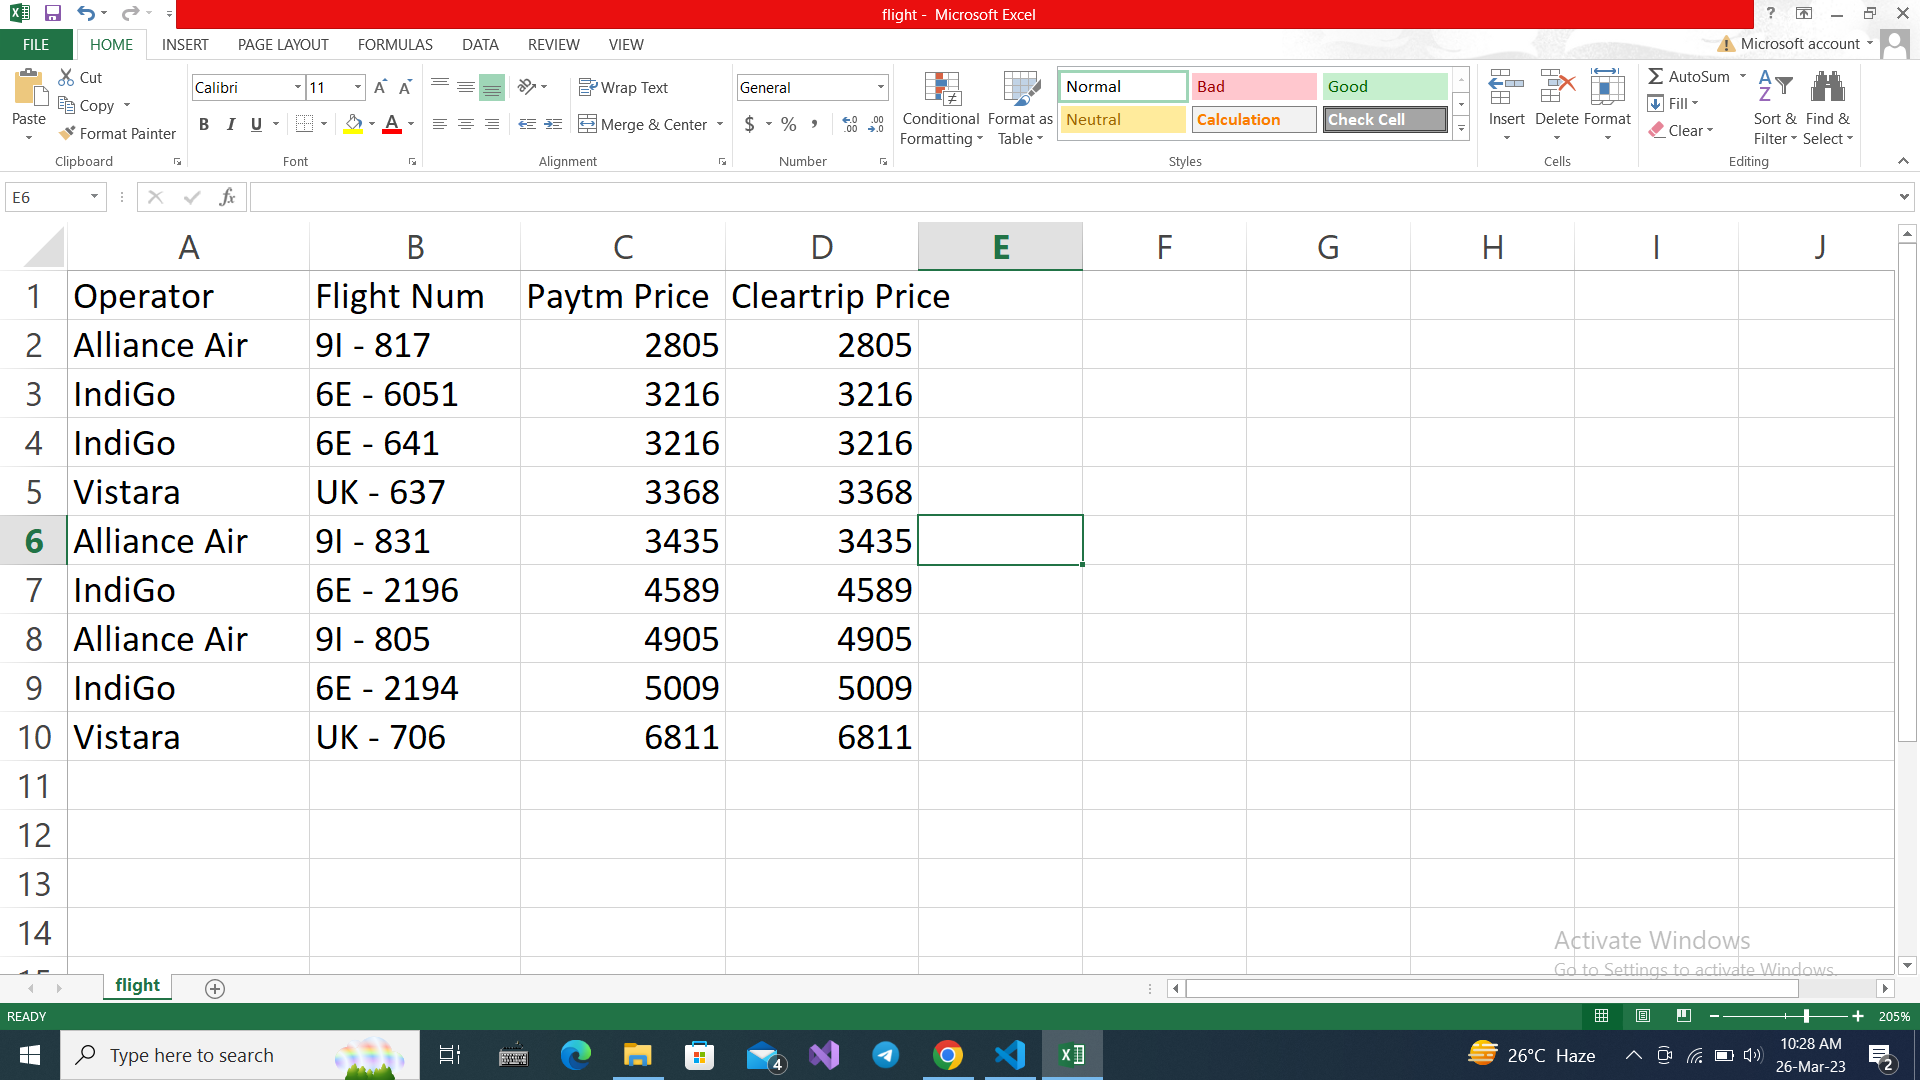 flight - Microsoft Excel
FILE HOME INSERT PAGE LAYOUT FORMULAS DATA REVIEW VIEW Microsoft account
Paste Cut Copy Format Painter Clipboard
Calibri 11 B I U A Font
Wrap Text Merge & Center Alignment
General $ % , Number
Conditional Formatting Format as Table Normal Bad Good Neutral Calculation Check Cell Styles
Insert Delete Format Cells
AutoSum Fill Clear Sort & Filter Find & Select Editing
E6 fx
A B C D E F G H I J
1 Operator Flight Num Paytm Price Cleartrip Price
2 Alliance Air 9I - 817 2805 2805
3 IndiGo 6E - 6051 3216 3216
4 IndiGo 6E - 641 3216 3216
5 Vistara UK - 637 3368 3368
6 Alliance Air 9I - 831 3435 3435
7 IndiGo 6E - 2196 4589 4589
8 Alliance Air 9I - 805 4905 4905
9 IndiGo 6E - 2194 5009 5009
10 Vistara UK - 706 6811 6811
11
12
13
14
Activate Windows
15 Go to Settings to activate Windows.
flight
READY 205%
Type here to search 4 26°C Haze 10:28 AM
26-Mar-23 2